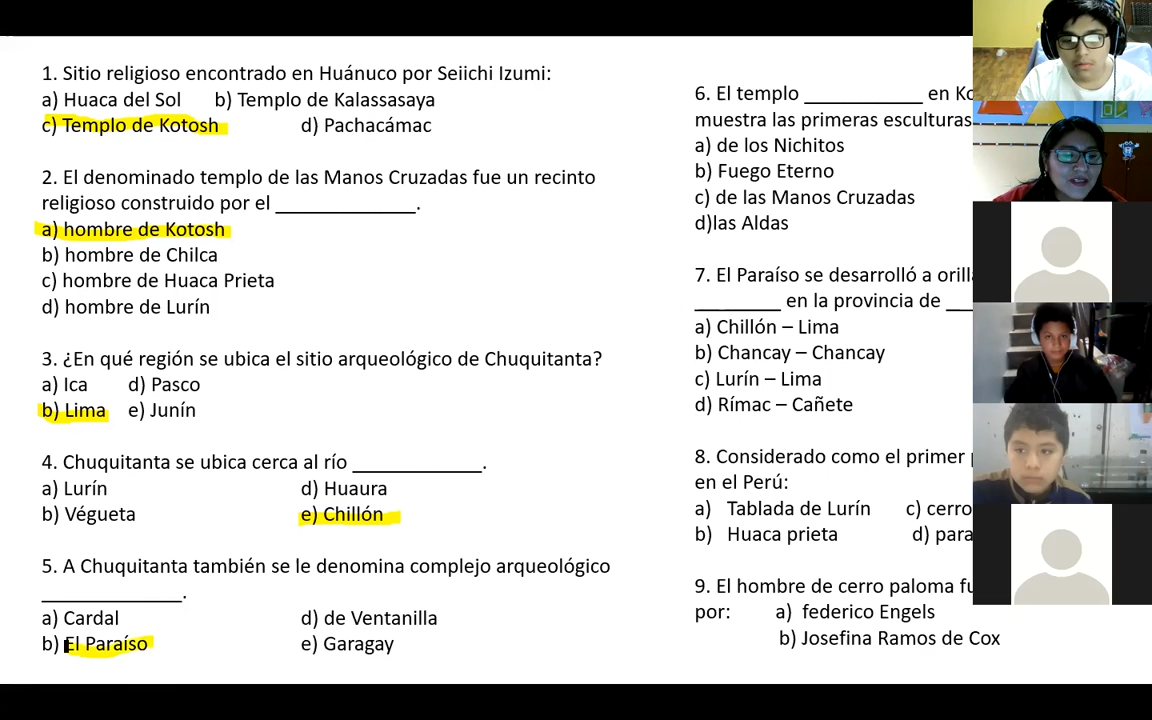 1. Sitio religioso encontrado en Huánuco por Seiichi Izumi:
a) Huaca del Sol b) Templo de Kalassasaya
c) Templo de Kotosh d) Pachacámac
2. El denominado templo de las Manos Cruzadas fue un recinto
religioso construido por el _____________.
a) hombre de Kotosh
b) hombre de Chilca
c) hombre de Huaca Prieta
d) hombre de Lurín
3. ¿En qué región se ubica el sitio arqueológico de Chuquitanta?
a) Ica d) Pasco
b) Lima e) Junín
4. Chuquitanta se ubica cerca al río ____________.
a) Lurín d) Huaura
b) Végueta e) Chillón
5. A Chuquitanta también se le denomina complejo arqueológico
_____________.
a) Cardal d) de Ventanilla
b) El Paraíso e) Garagay
6. El templo ___________ en
muestra las primeras esculturas
a) de los Nichitos
b) Fuego Eterno
c) de las Manos Cruzadas
d)las Aldas
7. El Paraíso se desarrolló a
________ en la provincia de __
a) Chillón – Lima
b) Chancay – Chancay
c) Lurín – Lima
d) Rímac – Cañete
8. Considerado como el primer
en el Perú:
a) Tablada de Lurín c) cerro
b) Huaca prieta d)
9. El hombre de cerro paloma
por: a) federico Engels
b) Josefina Ramos de Cox